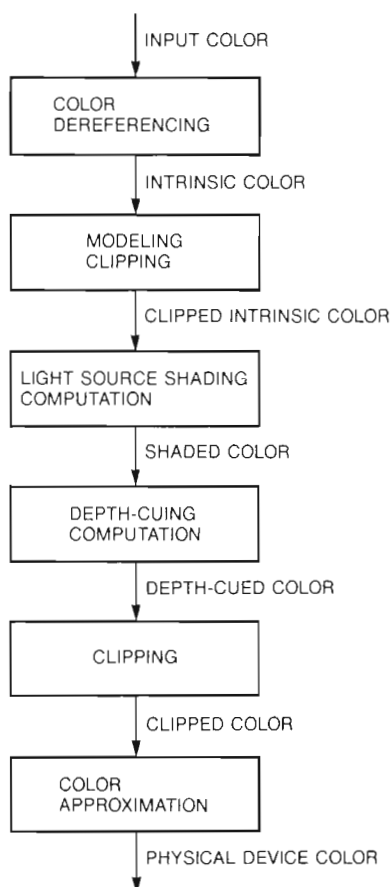 INPUT COLOR
COLOR
DEREFERENCING
INTRINSIC COLOR
MODELING
CLIPPING
CLIPPED INTRINSIC COLOR
LIGHT SOURCE SHADING
COMPUTATION
SHADED COLOR
DEPTH-CUING
COMPUTATION
DEPTH-CUED COLOR
CLIPPING
CLIPPED COLOR
COLOR
APPROXIMATION
PHYSICAL DEVICE COLOR